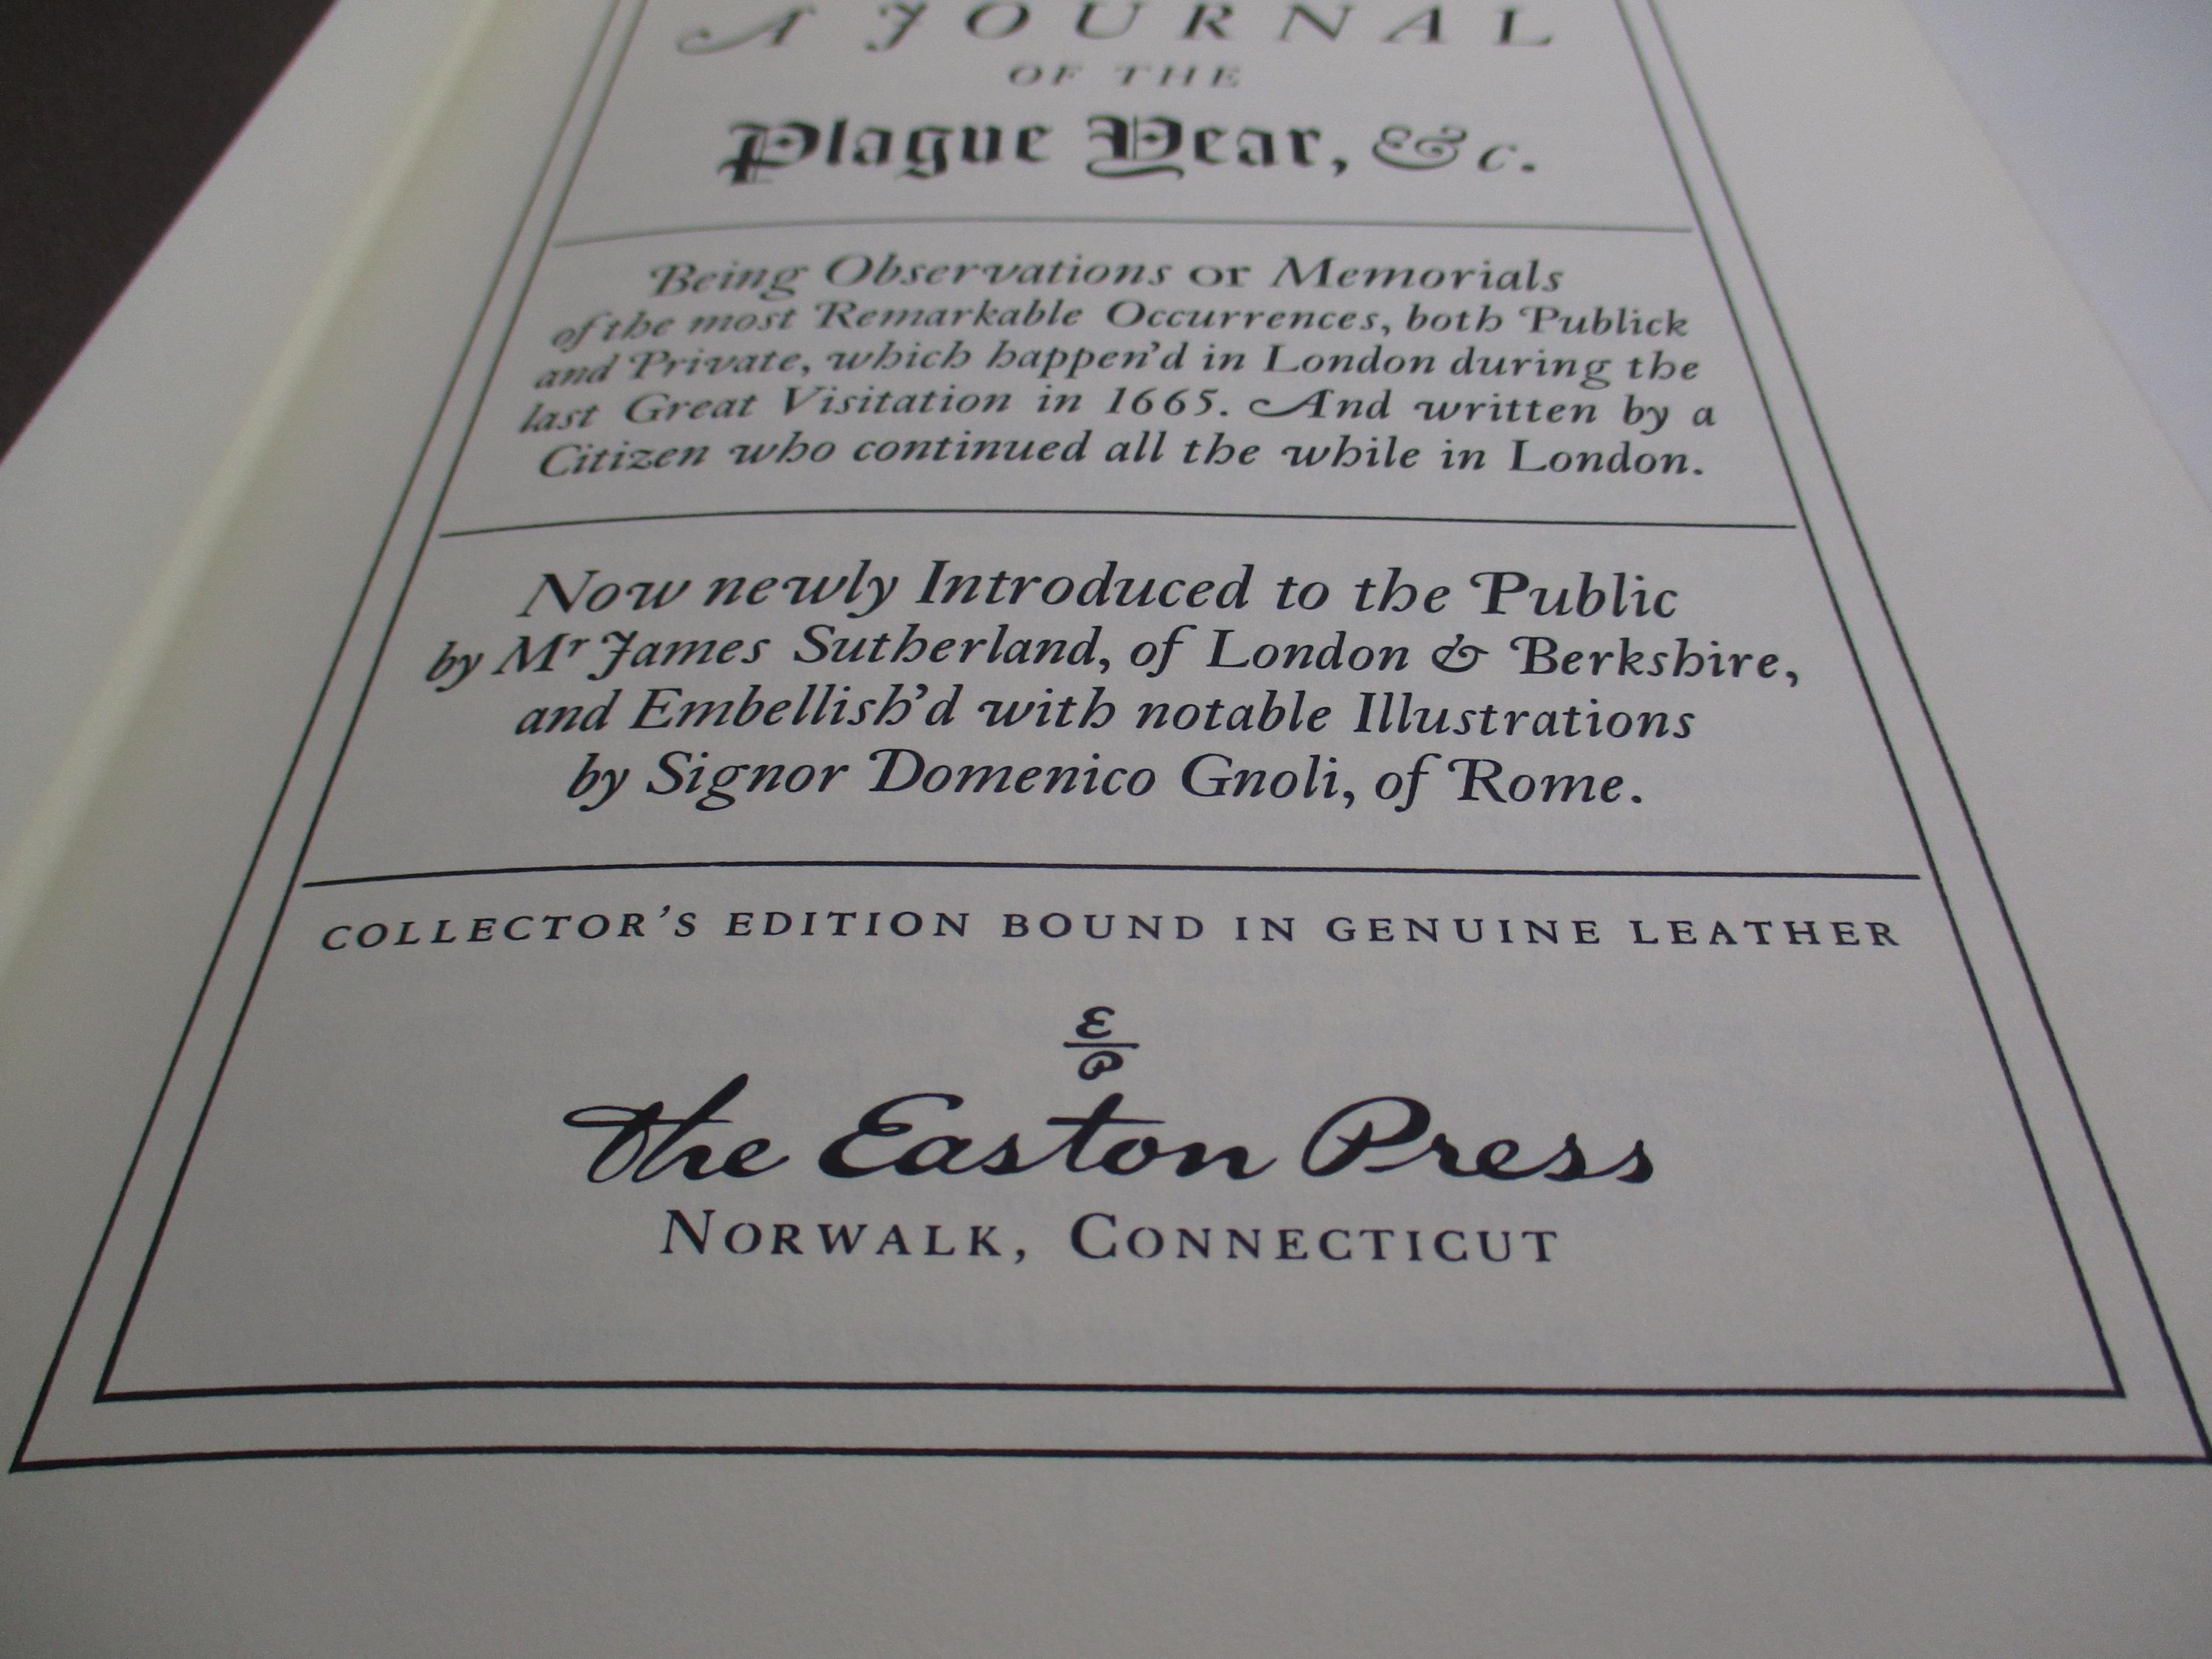 A JOURNAL
OF THE
Plague Year, &c.
Being Observations or Memorials
of the most Remarkable Occurrences, both Publick
and Private, which happen'd in London during the
last Great Visitation in 1665. And written by a
Citizen who continued all the while in London.
Now newly Introduced to the Public
by Mr James Sutherland, of London & Berkshire,
and Embellish'd with notable Illustrations
by Signor Domenico Gnoli, of Rome.
COLLECTOR'S EDITION BOUND IN GENUINE LEATHER
E
P
The Easton Press
NORWALK, CONNECTICUT